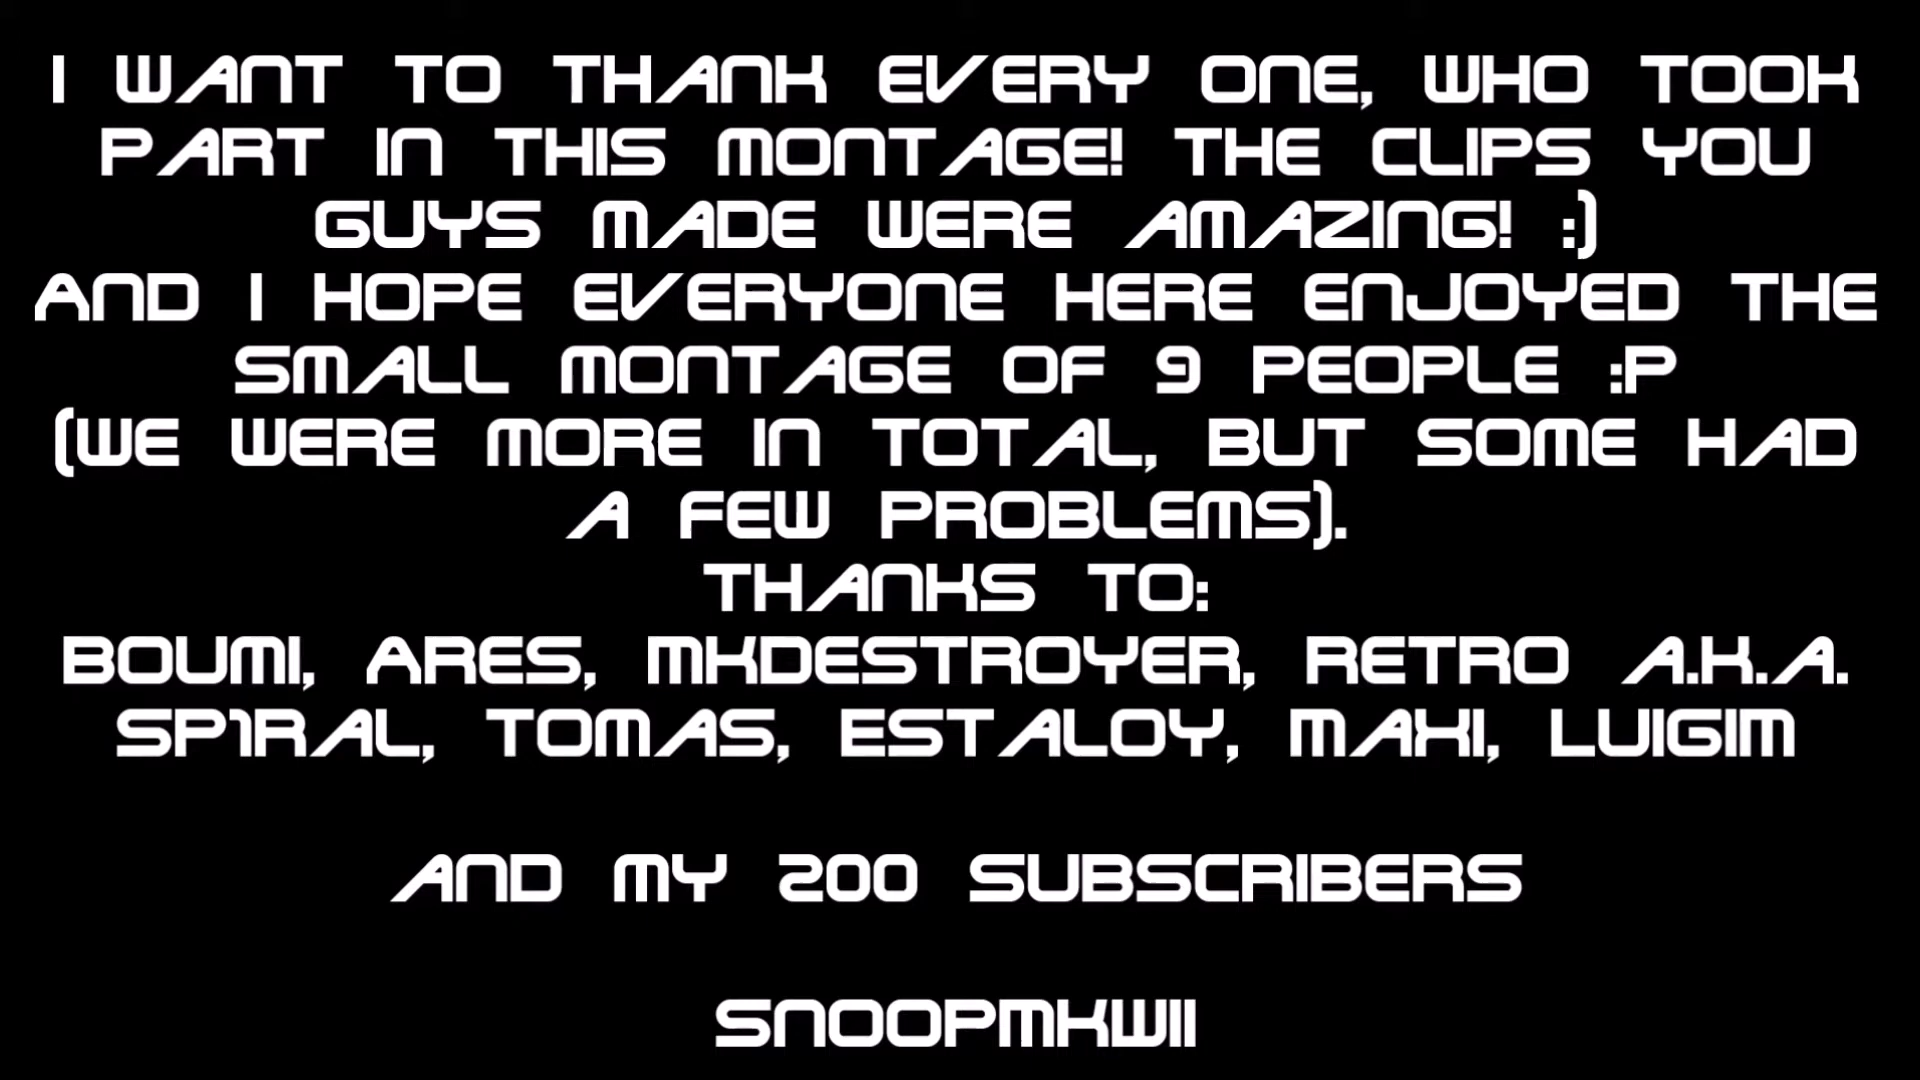 I WANT TO THANK EVERY ONE, WHO TOOK
PART IN THIS MONTAGE! THE CLIPS YOU
GUYS MADE WERE AMAZING! :)
AND I HOPE EVERYONE HERE ENJOYED THE
SMALL MONTAGE OF 9 PEOPLE :P
(WE WERE MORE IN TOTAL, BUT SOME HAD
A FEW PROBLEMS).
THANKS TO:
BOUMI, ARES, MKDESTROYER, RETRO A.K.A.
SP1RAL, TOMAS, ESTALOY, MAXI, LUIGIM
AND MY 200 SUBSCRIBERS
SNOOPMKWII